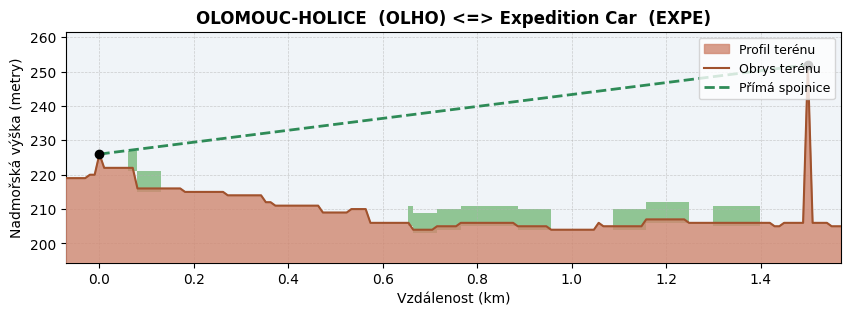 OLOMOUC-HOLICE (OLHO) <=> Expedition Car (EXPE)
Nadmořská výška (metry)
260
250
240
230
220
210
200
Profil terénu
Obrys terénu
Přímá spojnice
0.0 0.2 0.4 0.6 0.8 1.0 1.2 1.4
Vzdálenost (km)